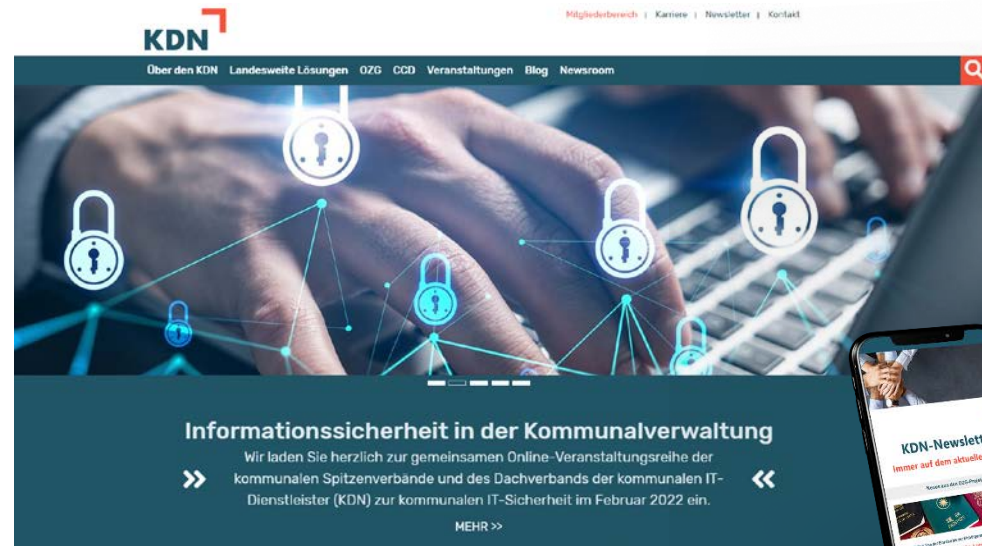 KDN
Mitgliederbereich | Karriere | Newsletter | Kontakt
Über den KDN Landesweite Lösungen OZG CCD Veranstaltungen Blog Newsroom
Informationssicherheit in der Kommunalverwaltung
Wir laden Sie herzlich zur gemeinsamen Online-Veranstaltungsreihe der
kommunalen Spitzenverbände und des Dachverbands der kommunalen IT-
Dienstleister (KDN) zur kommunalen IT-Sicherheit im Februar 2022 ein.
MEHR >>
KDN-Newslett
Immer auf dem aktuelle